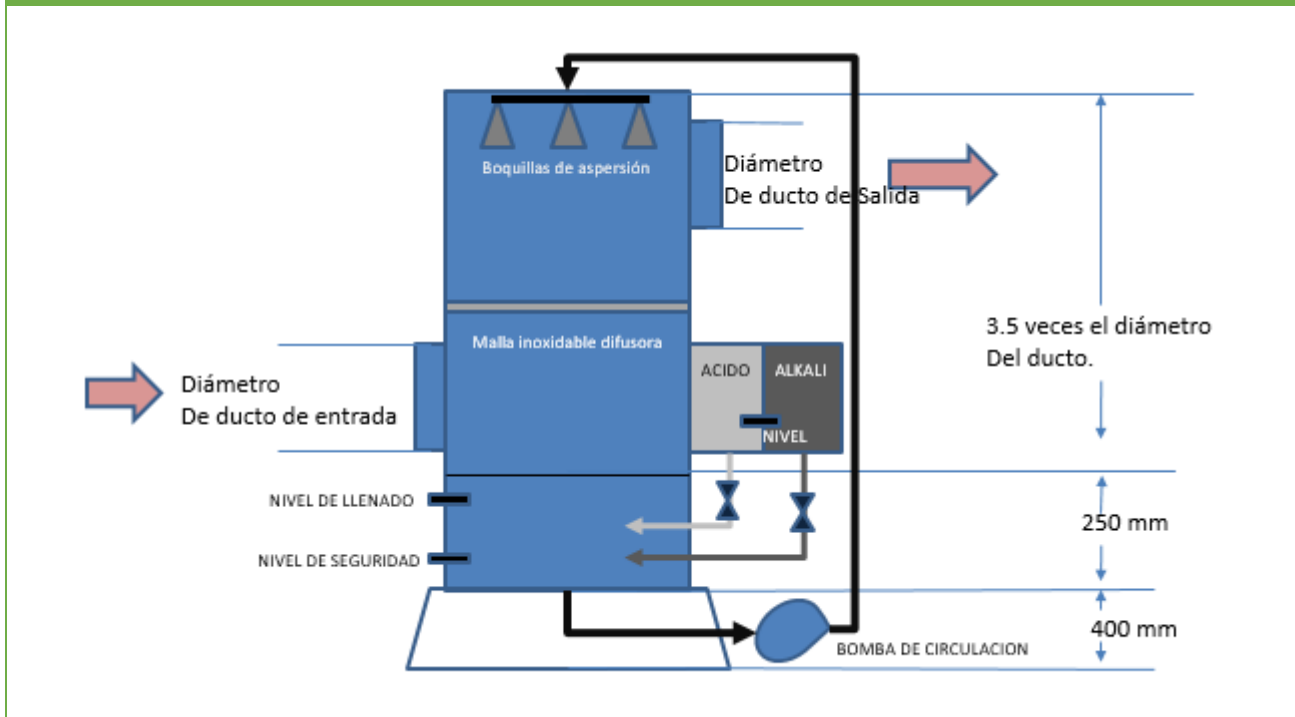 Boquillas de aspersión
Diámetro
De ducto de Salida
3.5 veces el diámetro
Del ducto.
Malla inoxidable difusora
ACIDO
ALKALI
NIVEL
Diámetro
De ducto de entrada
NIVEL DE LLENADO
NIVEL DE SEGURIDAD
250 mm
400 mm
BOMBA DE CIRCULACION